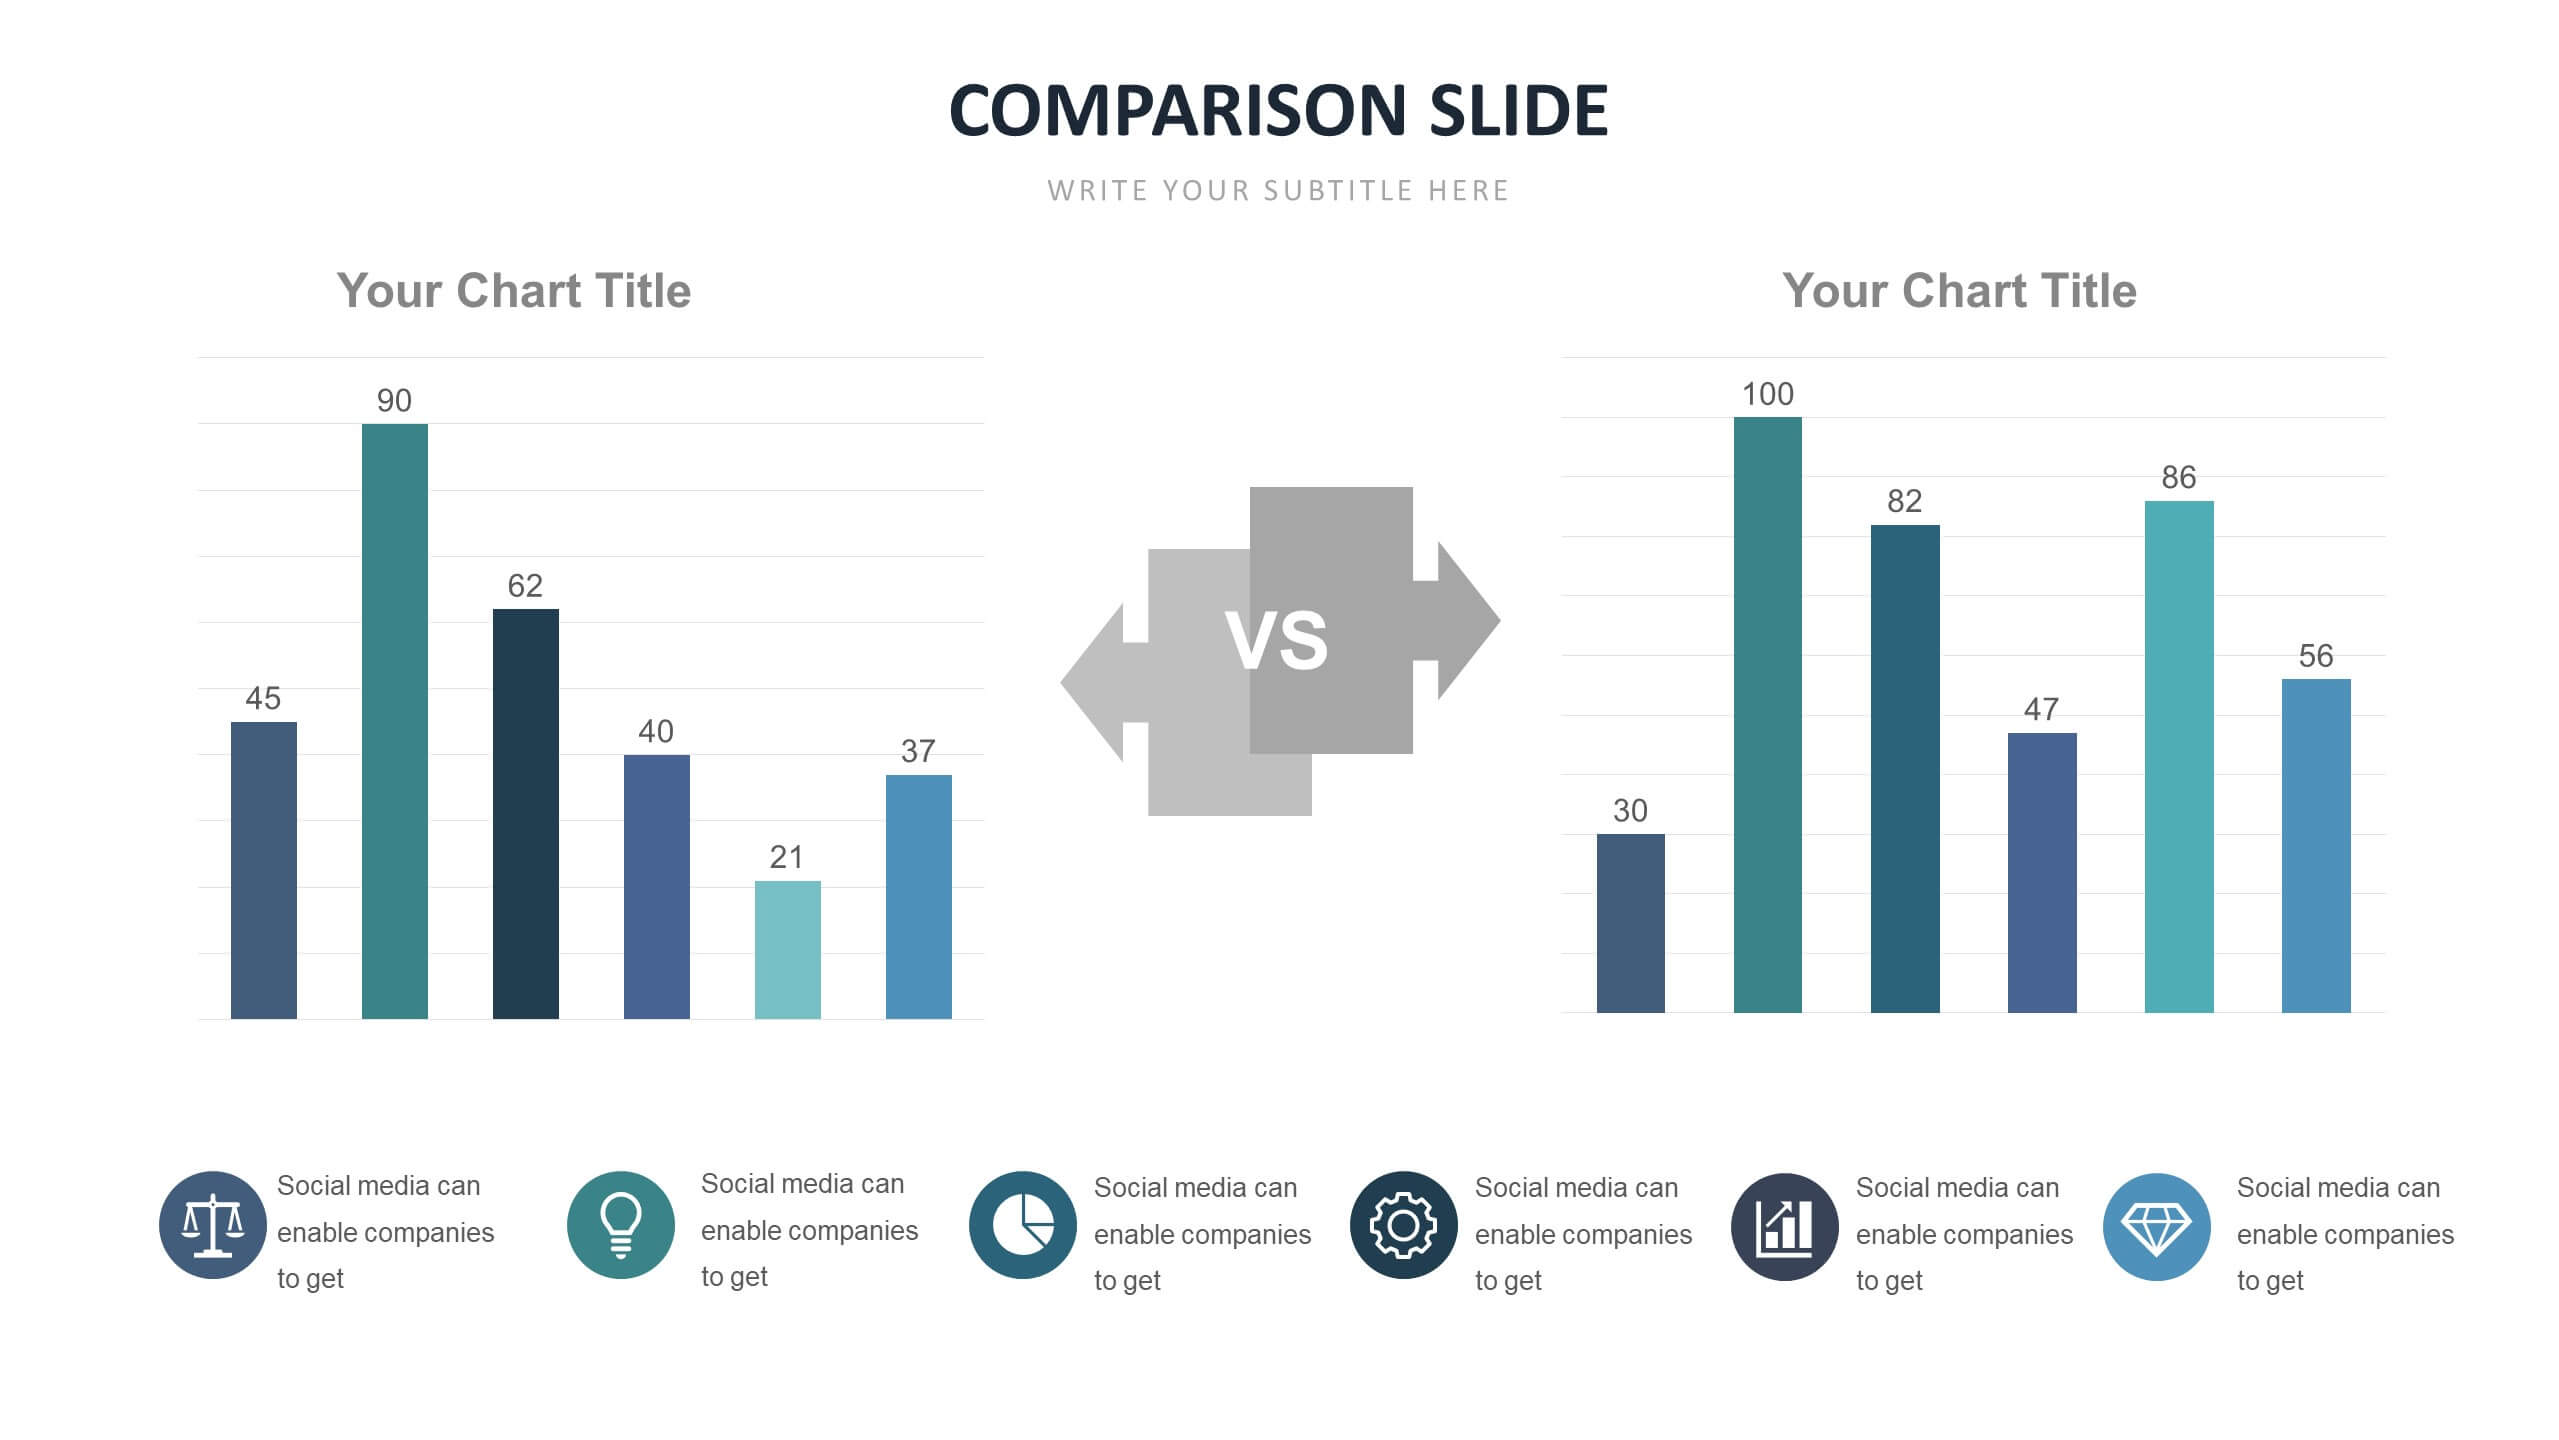 COMPARISON SLIDE
WRITE YOUR SUBTITLE HERE
Your Chart Title
90
62
45
40
37
21
VS
Your Chart Title
100
86
82
56
47
30
Social media can
enable companies
to get
Social media can
enable companies
to get
Social media can
enable companies
to get
Social media can
enable companies
to get
Social media can
enable companies
to get
Social media can
enable companies
to get